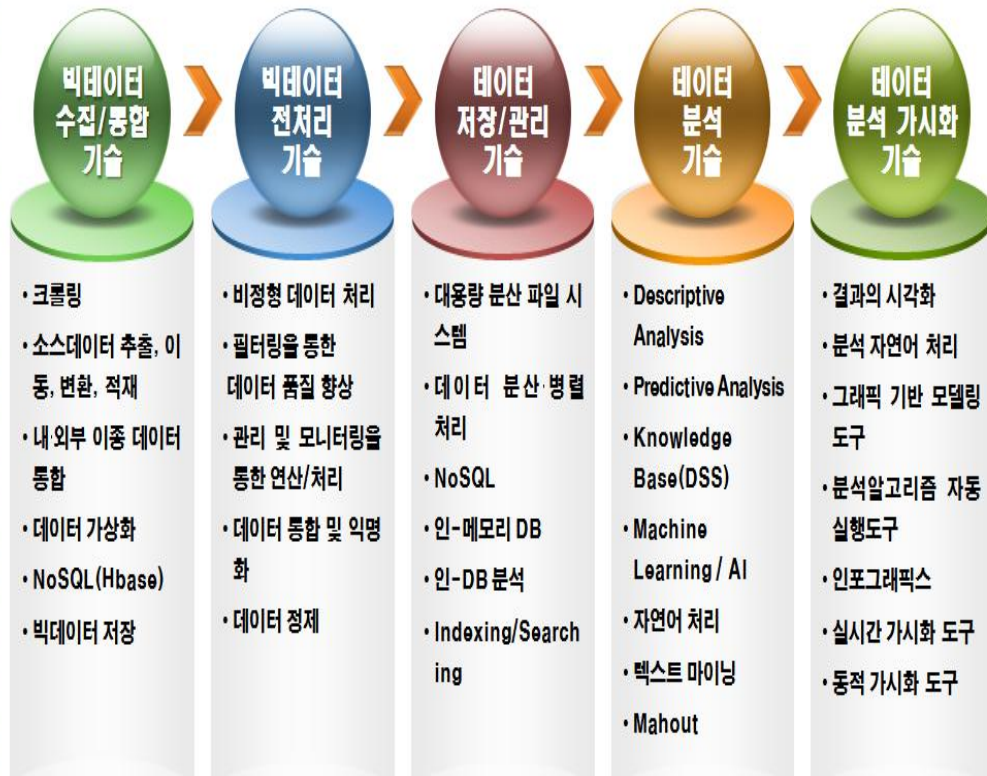 빅데이터
수집/통합
기술
빅데이터
전처리
기술
데이터
저장/관리
기술
데이터
분석
기술
데이터
분석 가시화
기술
• 크롤링
• 소스데이터 추출, 이
동, 변환, 적재
• 내·외부 이종 데이터
통합
• 데이터 가상화
• NoSQL(Hbase)
• 빅데이터 저장
• 비정형 데이터 처리
• 필터링을 통한
데이터 품질 향상
• 관리 및 모니터링을
통한 연산/처리
• 데이터 통합 및 익명
화
• 데이터 정제
• 대용량 분산 파일 시
스템
• 데이터 분산·병렬
처리
• NoSQL
• 인-메모리 DB
• 인-DB 분석
• Indexing/Search
ing
• Descriptive
Analysis
• Predictive Analysis
• Knowledge
Base(DSS)
• Machine
Learning / AI
• 자연어 처리
• 텍스트 마이닝
• Mahout
• 결과의 시각화
• 분석 자연어 처리
• 그래픽 기반 모델링
도구
• 분석알고리즘 자동
실행도구
• 인포그래픽스
• 실시간 가시화 도구
• 동적 가시화 도구